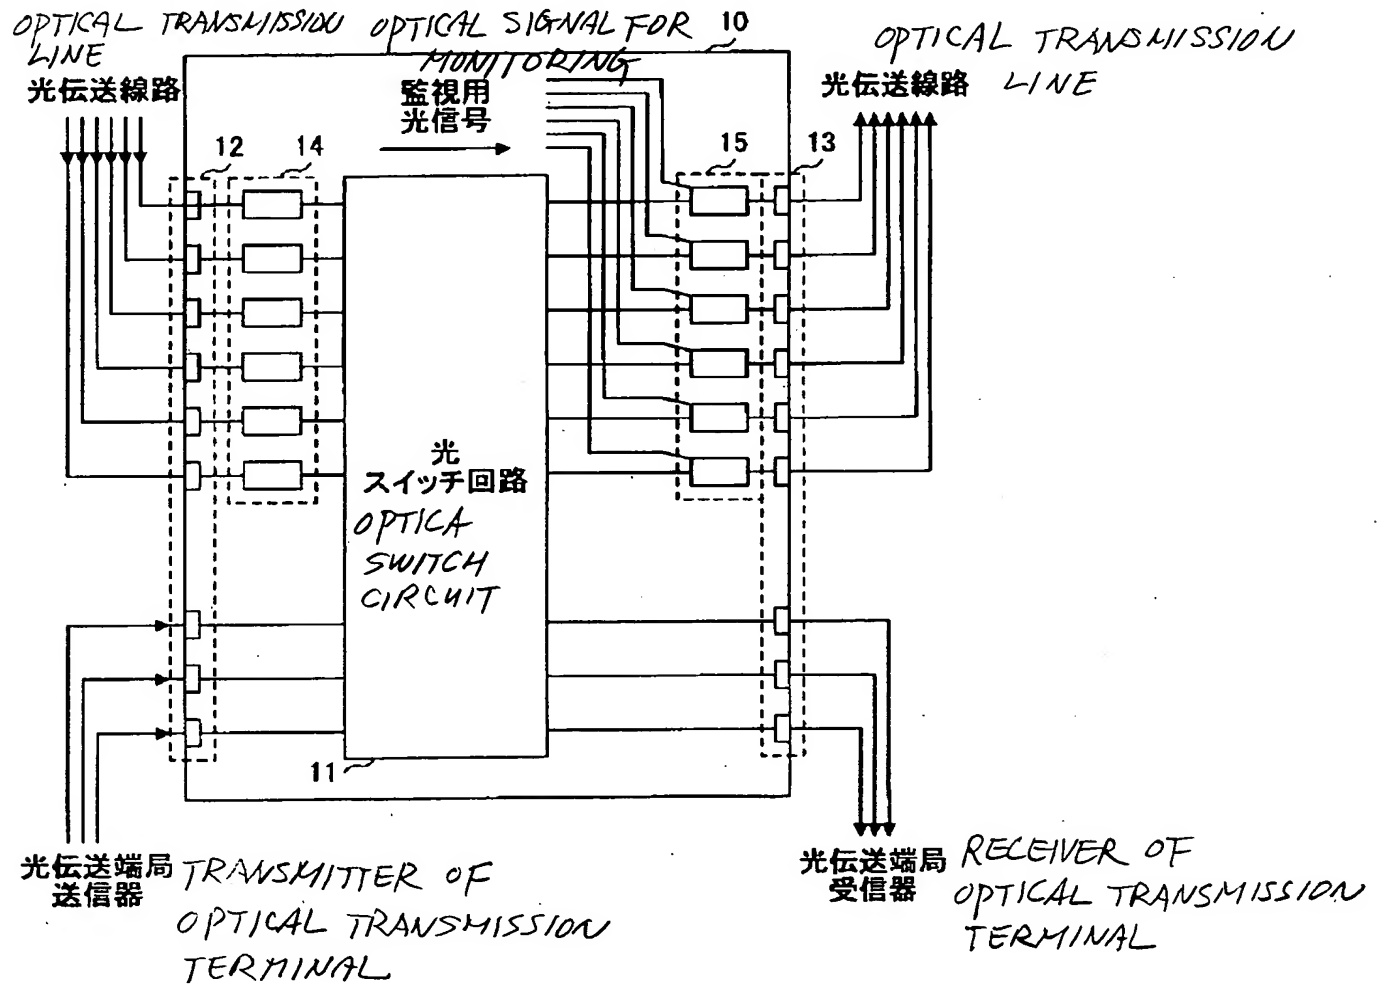 OPTICAL TRANSMISSION
LINE
光伝送線路
OPTICAL SIGNAL FOR
MONITORING
監視用
光信号
10
OPTICAL TRANSMISSION
LINE
光伝送線路
12
14
15
13
光
スイッチ回路
OPTICA
SWITCH
CIRCUIT
11
光伝送端局
送信器
TRANSMITTER OF
OPTICAL TRANSMISSION
TERMINAL
光伝送端局
受信器
RECEIVER OF
OPTICAL TRANSMISSION
TERMINAL